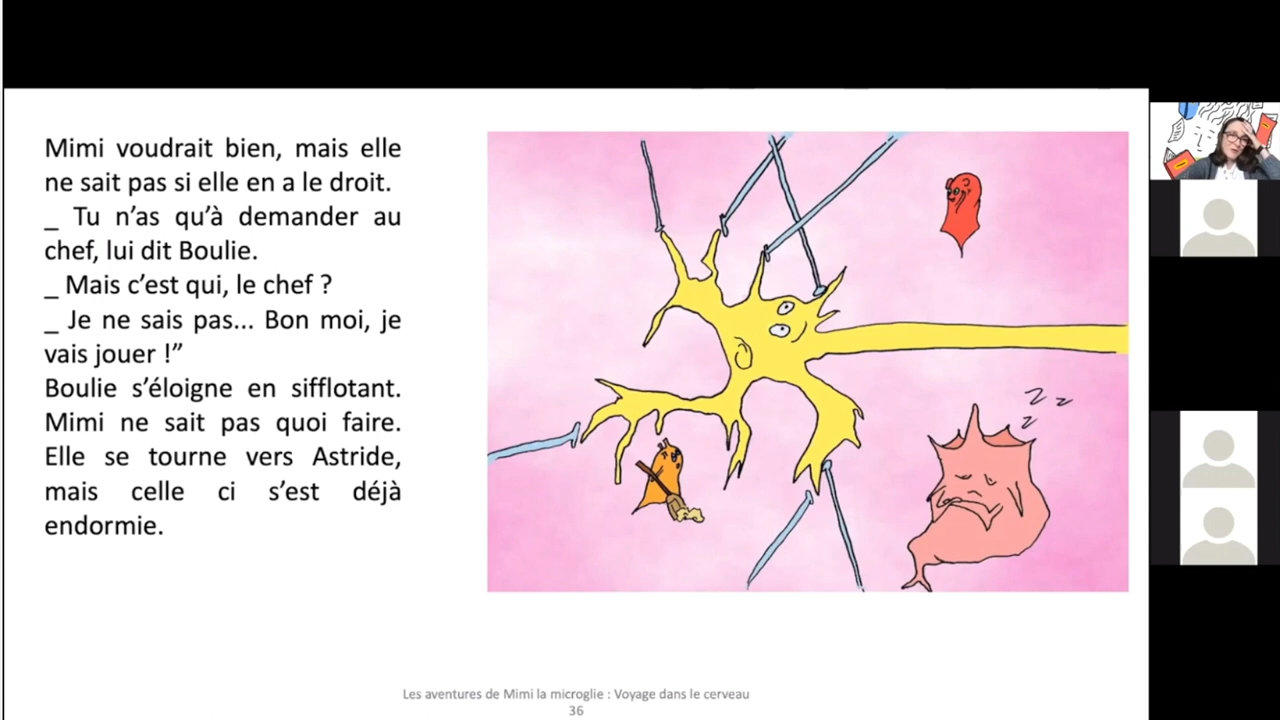 Mimi voudrait bien, mais elle
ne sait pas si elle en a le droit.
_ Tu n’as qu’à demander au
chef, lui dit Boulie.
_ Mais c’est qui, le chef ?
_ Je ne sais pas... Bon moi, je
vais jouer !”
Boulie s’éloigne en sifflotant.
Mimi ne sait pas quoi faire.
Elle se tourne vers Astride,
mais celle ci s’est déjà
endormie.
z z
z
Les aventures de Mimi la microglie : Voyage dans le cerveau
36